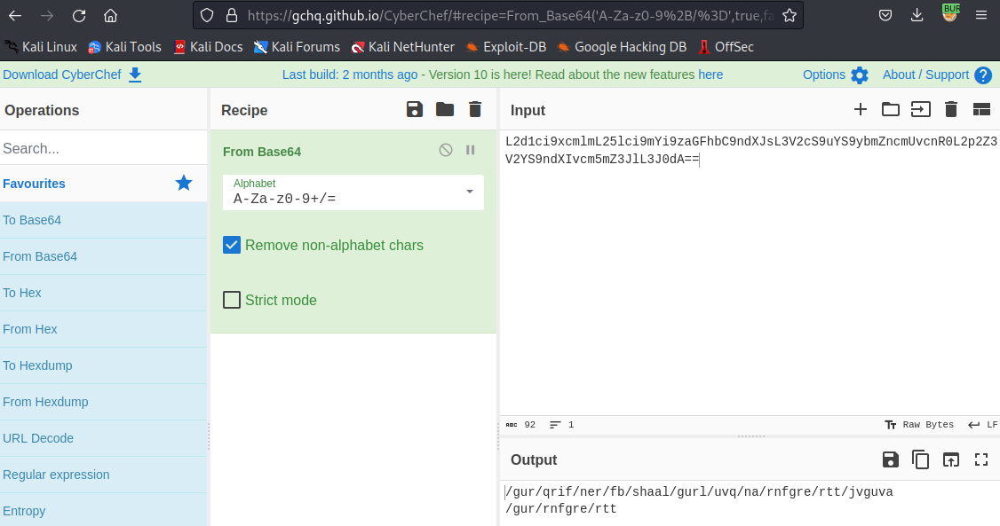 https://gchq.github.io/CyberChef/#recipe=From_Base64('A-Za-z0-9%2B/%3D',true,fa
BUR
Kali Linux Kali Tools Kali Docs Kali Forums Kali NetHunter Exploit-DB Google Hacking DB OffSec
Download CyberChef Last build: 2 months ago - Version 10 is here! Read about the new features here Options About / Support
Operations
Search...
Favourites
To Base64
From Base64
To Hex
From Hex
To Hexdump
From Hexdump
URL Decode
Regular expression
Entropy
Recipe
From Base64
Alphabet
A-Za-z0-9+/=
Remove non-alphabet chars
Strict mode
Input
L2d1ci9xcmlmL25lci9mYi9zaGFhbC9ndXJsL3V2cS9uYS9ybmZncmUvcnR0L2p2Z3
V2YS9ndXIvcm5mZ3JlL3J0dA==
ABC 92 1 Raw Bytes LF
Output
/gur/qrif/ner/fb/shaal/gurl/uvq/na/rnfgre/rtt/jvguva
/gur/rnfgre/rtt